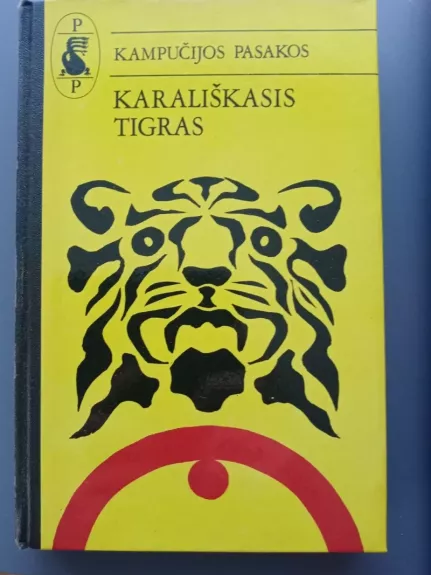 P
P
KAMPUČIJOS PASAKOS
KARALIŠKASIS
TIGRAS